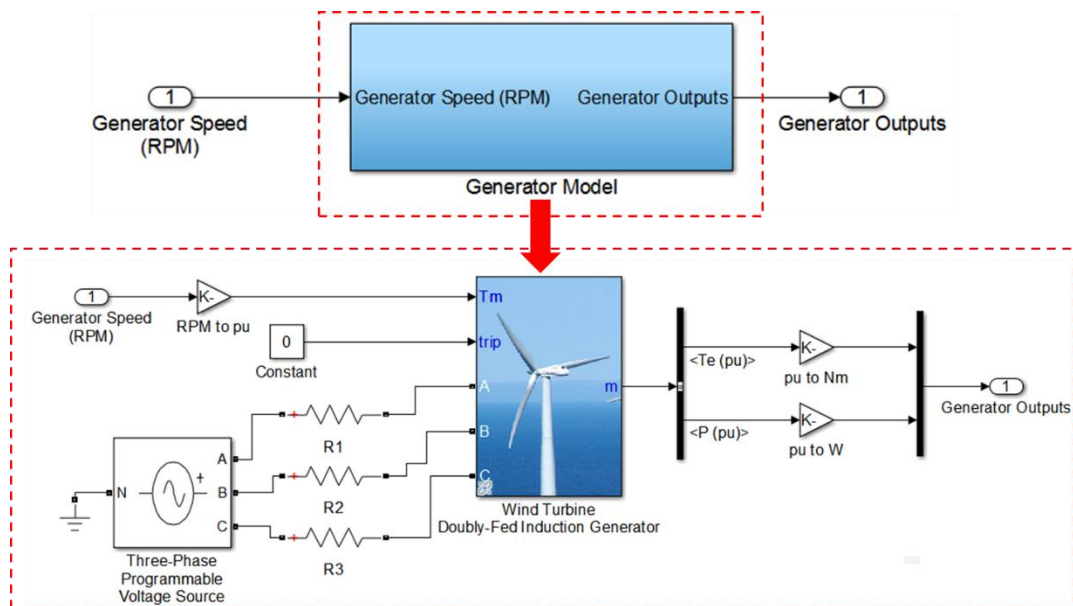 1
Generator Speed
(RPM)
Generator Speed (RPM)
Generator Outputs
Generator Model
1
Generator Outputs
1
Generator Speed
(RPM)
K-
RPM to pu
0
Constant
Tm
trip
A
B
C
m
Wind Turbine
Doubly-Fed Induction Generator
N
A
B
C
+
Three-Phase
Programmable
Voltage Source
+
R1
+
R2
+
R3
<Te (pu)>
<P (pu)>
K-
pu to Nm
K-
pu to W
1
Generator Outputs